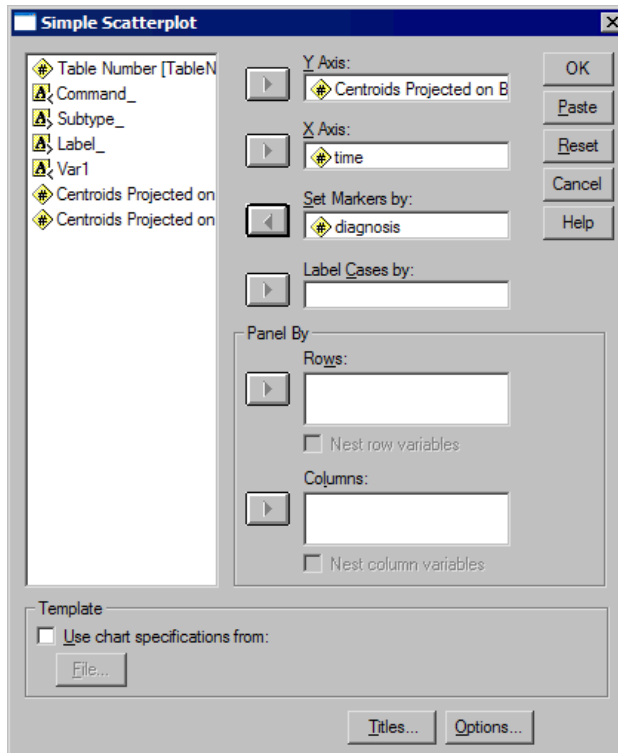 Simple Scatterplot
Table Number [TableN
Command_
Subtype_
Label_
Var1
Centroids Projected on
Centroids Projected on
Y Axis:
Centroids Projected on B
X Axis:
time
Set Markers by:
diagnosis
Label Cases by:
Panel By
Rows:
Nest row variables
Columns:
Nest column variables
OK
Paste
Reset
Cancel
Help
Template
Use chart specifications from:
File...
Titles...
Options...